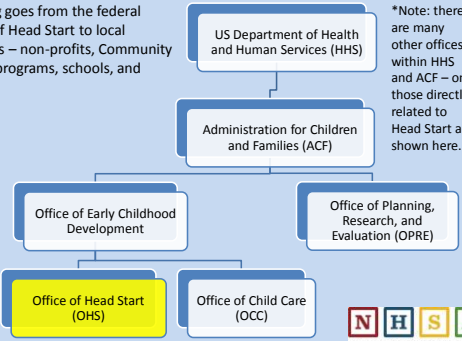 g goes from the federal
of Head Start to local
s – non-profits, Community
programs, schools, and
US Department of Health
and Human Services (HHS)
*Note: there
are many
other offices
within HHS
and ACF – on
those directl
related to
Head Start a
shown here.
Administration for Children
and Families (ACF)
Office of Early Childhood
Development
Office of Planning,
Research, and
Evaluation (OPRE)
Office of Head Start
(OHS)
Office of Child Care
(OCC)
N H S